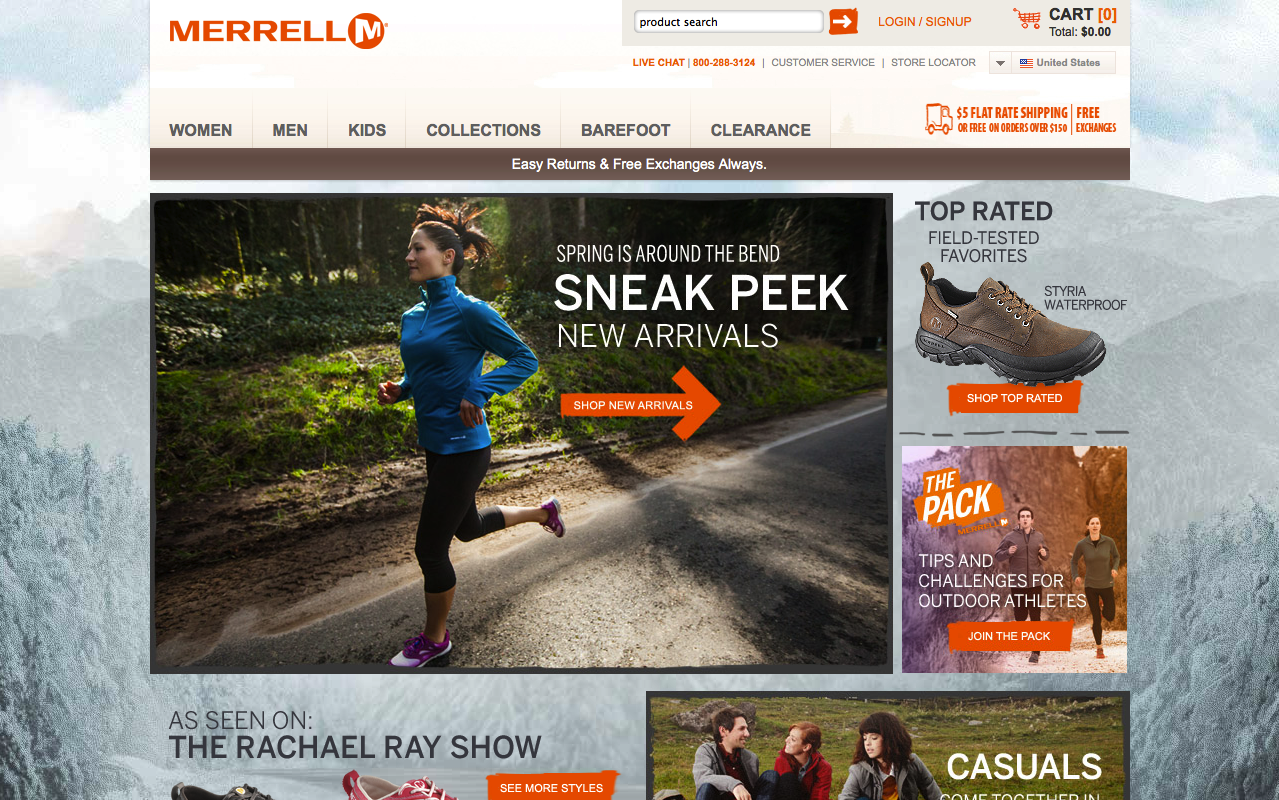 MERRELL M
product search
LOGIN / SIGNUP
CART [0]
Total: $0.00
LIVE CHAT | 800-288-3124 | CUSTOMER SERVICE | STORE LOCATOR
United States
WOMEN MEN KIDS COLLECTIONS BAREFOOT CLEARANCE
$5 FLAT RATE SHIPPING
OR FREE ON ORDERS OVER $150
FREE
EXCHANGES
Easy Returns & Free Exchanges Always.
SPRING IS AROUND THE BEND
SNEAK PEEK
NEW ARRIVALS
SHOP NEW ARRIVALS
TOP RATED
FIELD-TESTED
FAVORITES
STYRIA
WATERPROOF
SHOP TOP RATED
THE
PACK
MERRELL M
TIPS AND
CHALLENGES FOR
OUTDOOR ATHLETES
JOIN THE PACK
AS SEEN ON:
THE RACHAEL RAY SHOW
SEE MORE STYLES
CASUALS
COME TOGETHER IN